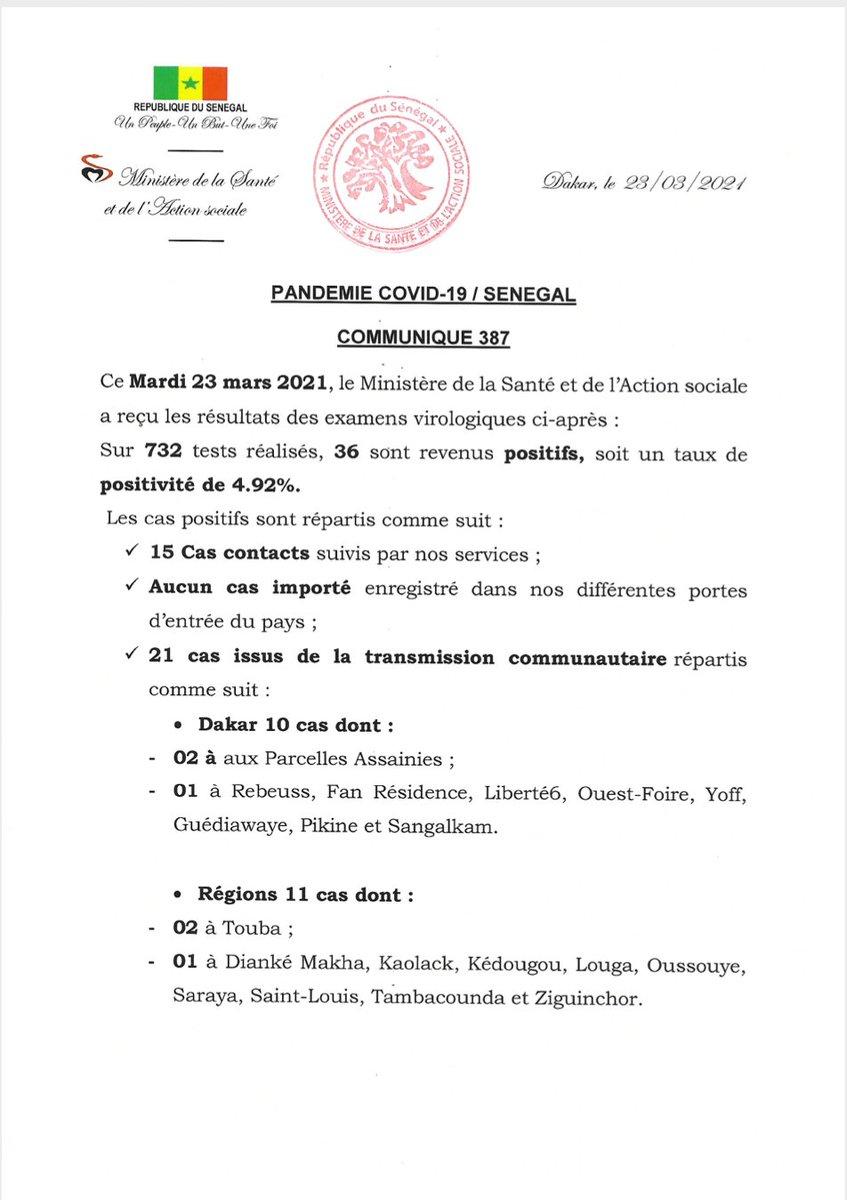 REPUBLIQUE DU SENEGAL
Un Peuple-Un But-Une Foi
Ministère de la Santé
et de l'Action sociale
★ République du Sénégal ★
MINISTERE DE LA SANTE ET DE L'ACTION SOCIALE
Dakar, le 23/03/2021
PANDEMIE COVID-19 / SENEGAL
COMMUNIQUE 387
Ce Mardi 23 mars 2021, le Ministère de la Santé et de l'Action sociale
a reçu les résultats des examens virologiques ci-après :
Sur 732 tests réalisés, 36 sont revenus positifs, soit un taux de
positivité de 4.92%.
Les cas positifs sont répartis comme suit :
✓ 15 Cas contacts suivis par nos services ;
✓ Aucun cas importé enregistré dans nos différentes portes
d'entrée du pays ;
✓ 21 cas issus de la transmission communautaire répartis
comme suit :
• Dakar 10 cas dont :
- 02 à aux Parcelles Assainies ;
- 01 à Rebeuss, Fan Résidence, Liberté6, Ouest-Foire, Yoff,
Guédiawaye, Pikine et Sangalkam.
• Régions 11 cas dont :
- 02 à Touba ;
- 01 à Dianké Makha, Kaolack, Kédougou, Louga, Oussouye,
Saraya, Saint-Louis, Tambacounda et Ziguinchor.